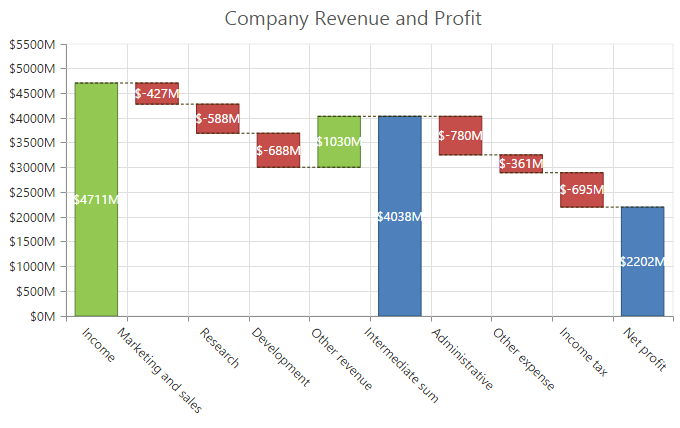 Company Revenue and Profit
$5500M
$5000M
$4500M
$4000M
$3500M
$3000M
$2500M
$2000M
$1500M
$1000M
$500M
$0M
$4711M
$-427M
$-588M
$-688M
$1030M
$4038M
$-780M
$-361M
$-695M
$2202M
Income
Marketing and sales
Research
Development
Other revenue
Intermediate sum
Administrative
Other expense
Income tax
Net profit